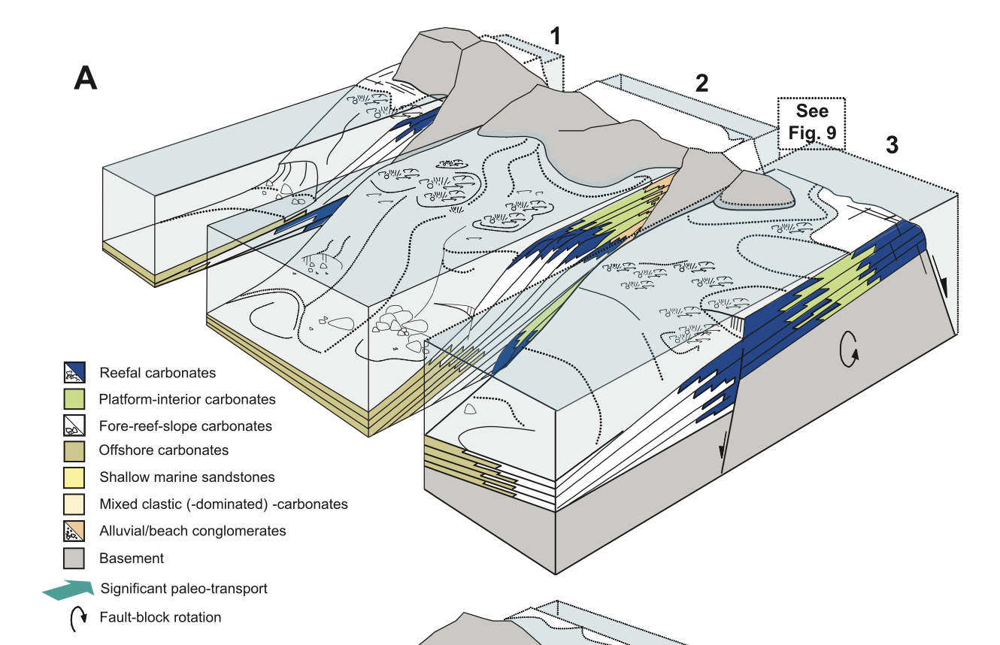 A
1
2
See
Fig. 9
3
Reefal carbonates
Platform-interior carbonates
Fore-reef-slope carbonates
Offshore carbonates
Shallow marine sandstones
Mixed clastic (-dominated) -carbonates
Alluvial/beach conglomerates
Basement
Significant paleo-transport
Fault-block rotation